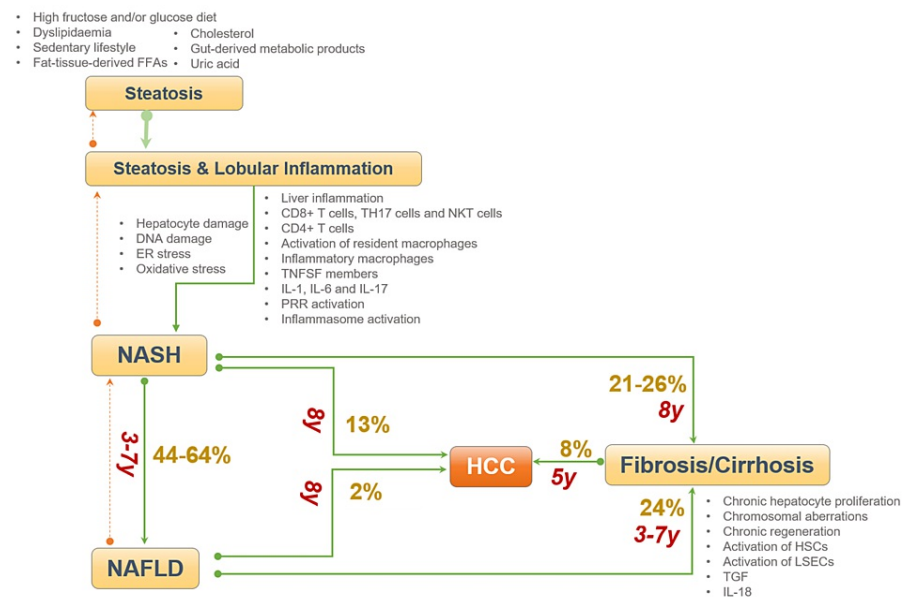 • High fructose and/or glucose diet
• Dyslipidaemia
• Sedentary lifestyle
• Fat-tissue-derived FFAs
• Cholesterol
• Gut-derived metabolic products
• Uric acid
Steatosis
Steatosis & Lobular Inflammation
• Hepatocyte damage
• DNA damage
• ER stress
• Oxidative stress
• Liver inflammation
• CD8+ T cells, TH17 cells and NKT cells
• CD4+ T cells
• Activation of resident macrophages
• Inflammatory macrophages
• TNFSF members
• IL-1, IL-6 and IL-17
• PRR activation
• Inflammasome activation
NASH
21-26%
8y
8y
13%
3-7y
44-64%
HCC
8%
5y
Fibrosis/Cirrhosis
8y
2%
24%
3-7y
• Chronic hepatocyte proliferation
• Chromosomal aberrations
• Chronic regeneration
• Activation of HSCs
• Activation of LSECs
• TGF
• IL-18
NAFLD